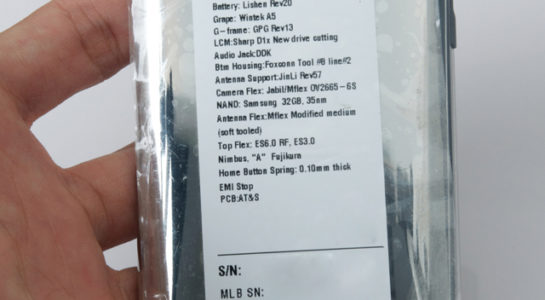 Battery: Lishen Rev20
Grape: Wintek A5
G-frame: GPG Rev13
LCM:Sharp D1x New drive cutting
Audio Jack:DDK
Btm Housing:Foxconn Tool #8 line#2
Antenna Support:JinLi Rev57
Camera Flex: Jabil/Mflex OV2665-6S
NAND: Samsung 32GB, 35nm
Antenna Flex:Mflex Modified medium
(soft tooled)
Top Flex: ES6.0 RF, ES3.0
Nimbus, "A" Fujikura
Home Button Spring: 0.10mm thick
EMI Stop
PCB:AT&S
S/N:
MLB SN: